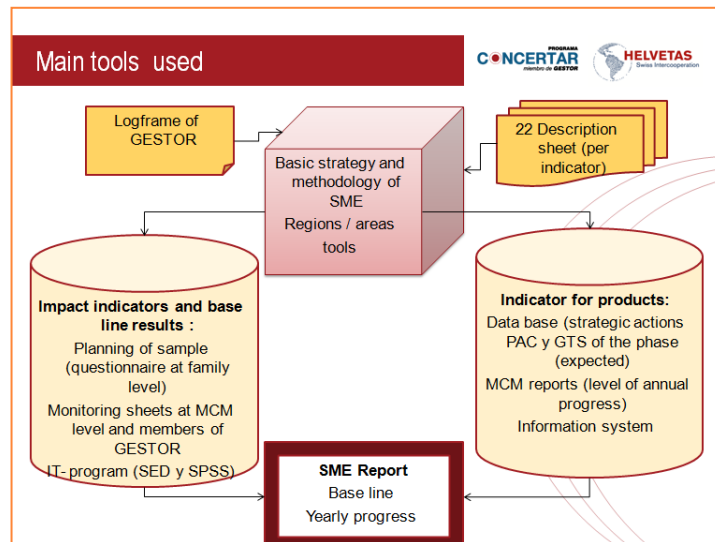 Main tools used
PROGRAMA
CONCERTAR
miembro de GESTOR
HELVETAS
Swiss Intercooperation
Logframe of
GESTOR
Basic strategy and
methodology of
SME
Regions / areas
tools
22 Description
sheet (per
indicator)
Impact indicators and base
line results :
Planning of sample
(questionnaire at family
level)
Monitoring sheets at MCM
level and members of
GESTOR
IT- program (SED y SPSS)
Indicator for products:
Data base (strategic actions
PAC y GTS of the phase
(expected)
MCM reports (level of annual
progress)
Information system
SME Report
Base line
Yearly progress